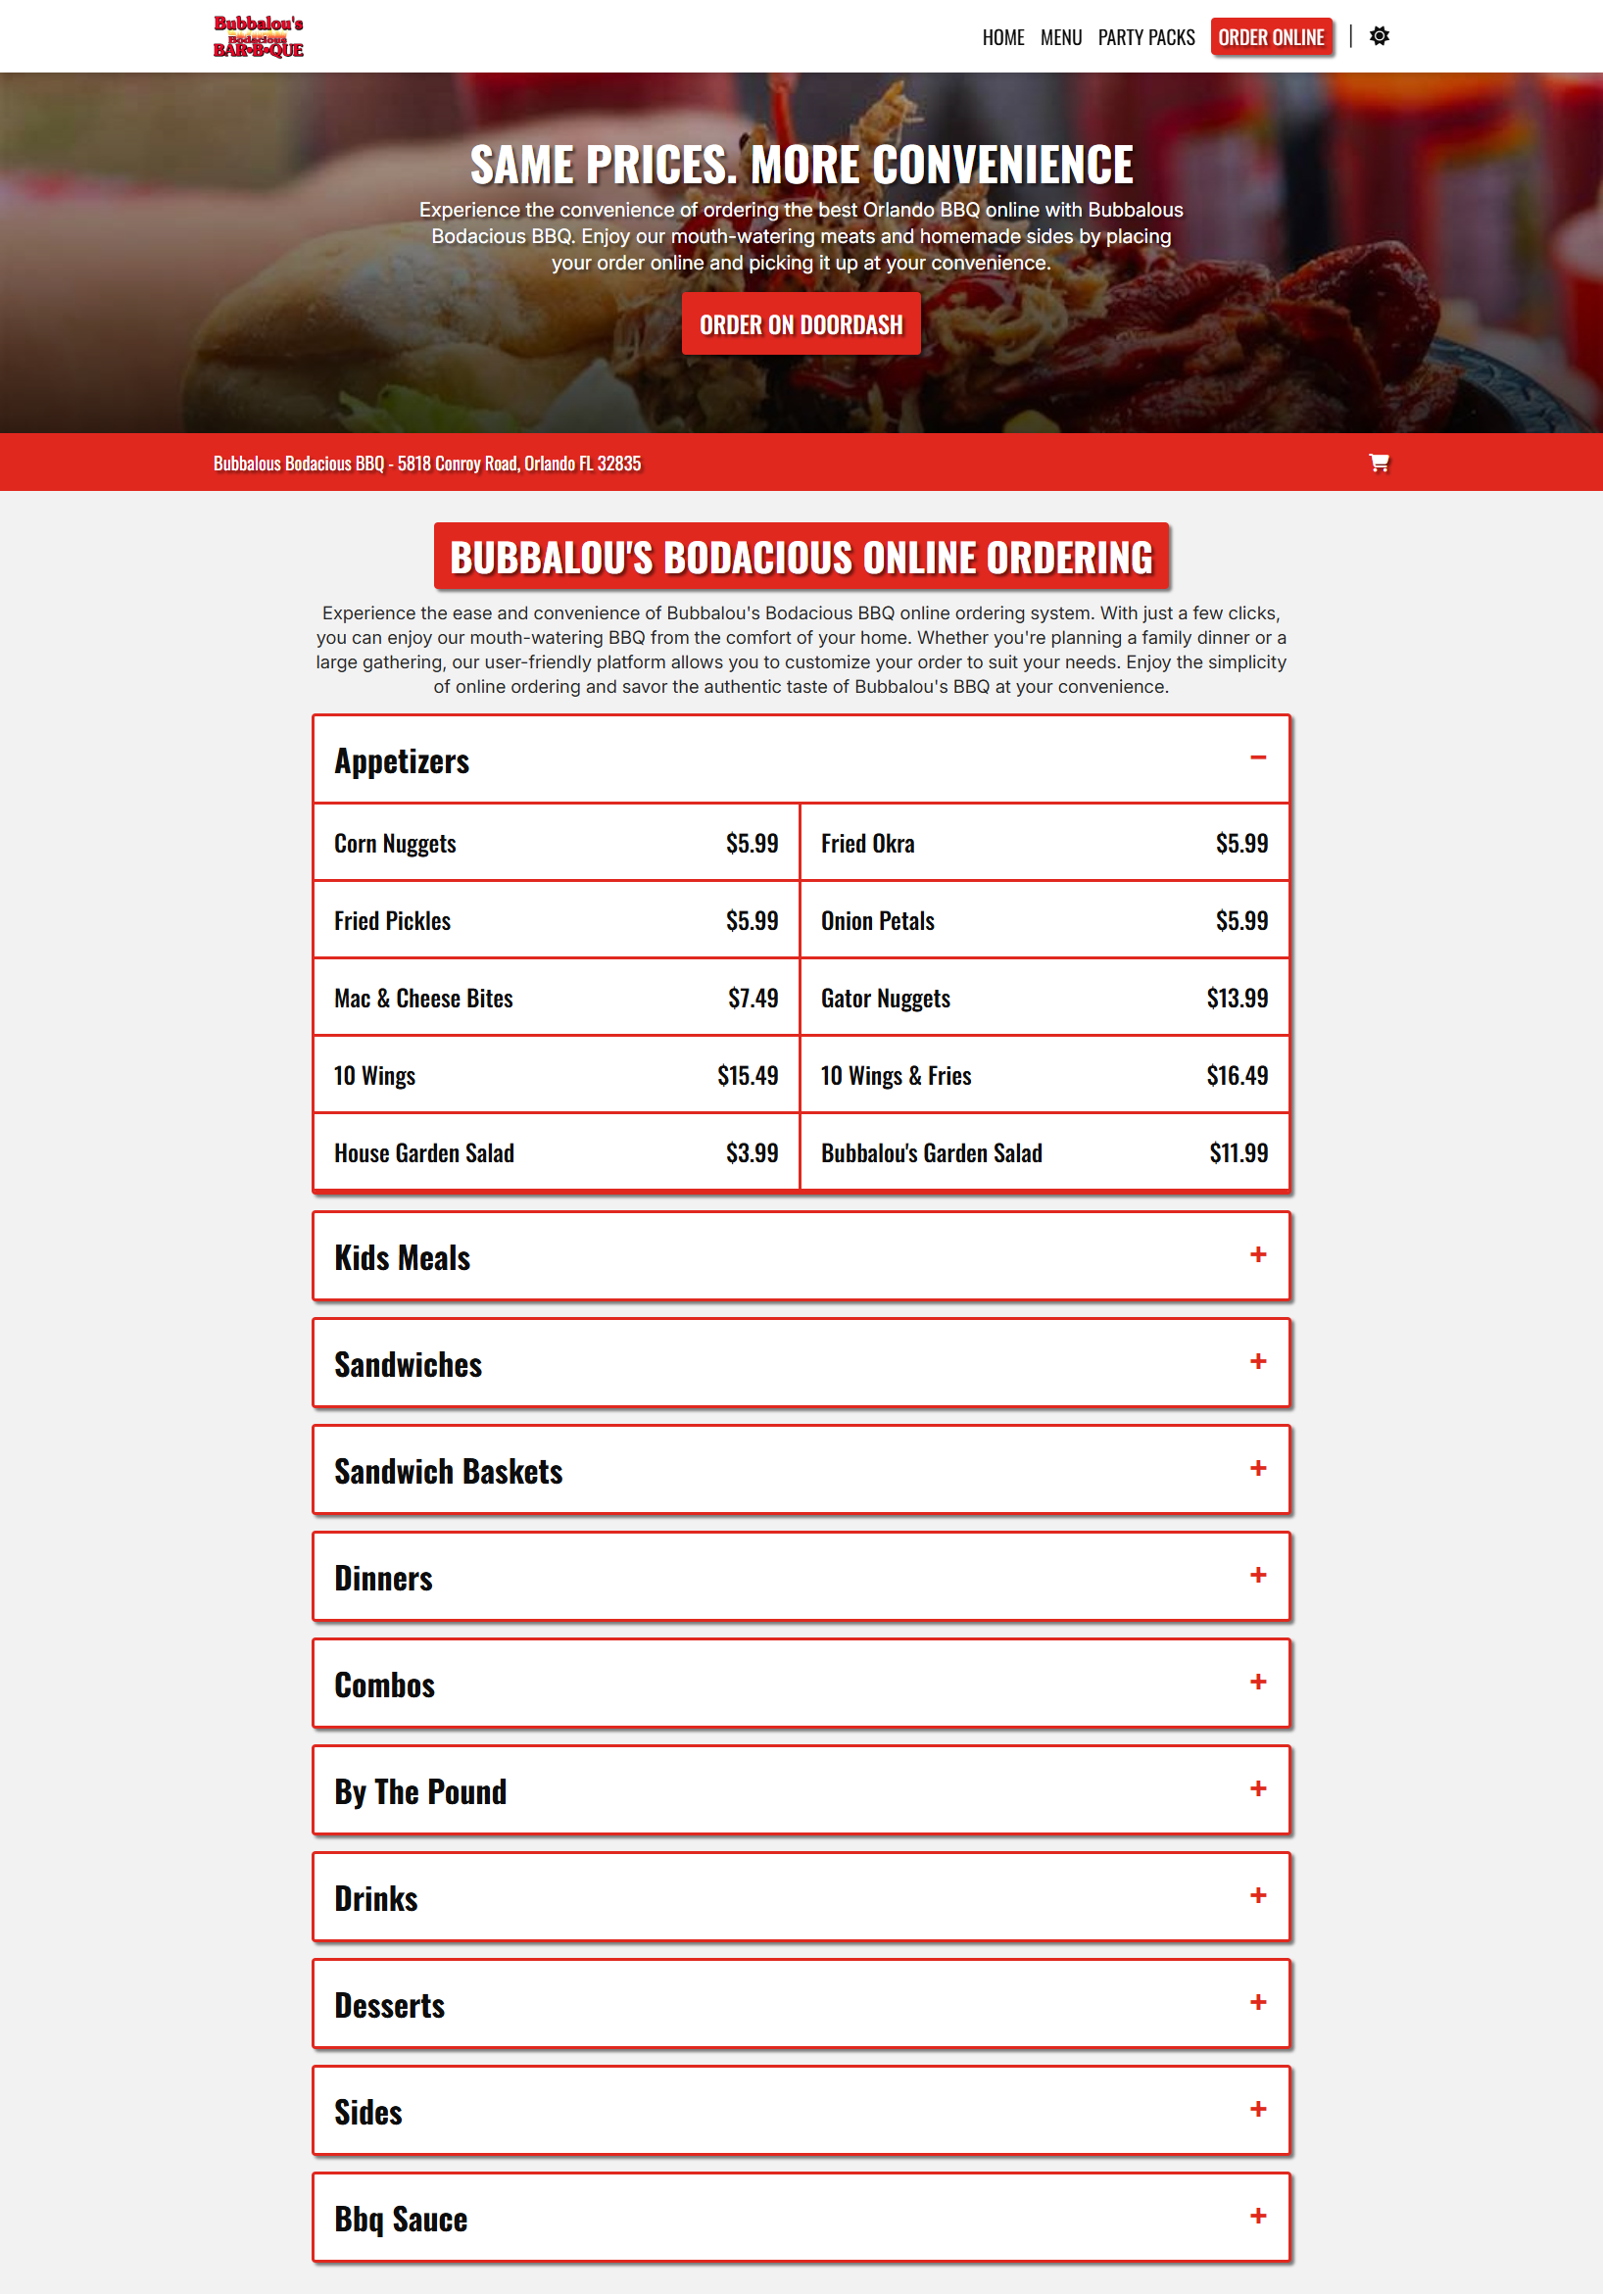 Bubbalou's
Bodacious
BAR•B•QUE
HOME MENU PARTY PACKS ORDER ONLINE
SAME PRICES. MORE CONVENIENCE
Experience the convenience of ordering the best Orlando BBQ online with Bubbalous
Bodacious BBQ. Enjoy our mouth-watering meats and homemade sides by placing
your order online and picking it up at your convenience.
ORDER ON DOORDASH
Bubbalous Bodacious BBQ - 5818 Conroy Road, Orlando FL 32835
BUBBALOU'S BODACIOUS ONLINE ORDERING
Experience the ease and convenience of Bubbalou's Bodacious BBQ online ordering system. With just a few clicks,
you can enjoy our mouth-watering BBQ from the comfort of your home. Whether you're planning a family dinner or a
large gathering, our user-friendly platform allows you to customize your order to suit your needs. Enjoy the simplicity
of online ordering and savor the authentic taste of Bubbalou's BBQ at your convenience.
Appetizers −
Corn Nuggets $5.99 Fried Okra $5.99
Fried Pickles $5.99 Onion Petals $5.99
Mac & Cheese Bites $7.49 Gator Nuggets $13.99
10 Wings $15.49 10 Wings & Fries $16.49
House Garden Salad $3.99 Bubbalou's Garden Salad $11.99
Kids Meals +
Sandwiches +
Sandwich Baskets +
Dinners +
Combos +
By The Pound +
Drinks +
Desserts +
Sides +
Bbq Sauce +